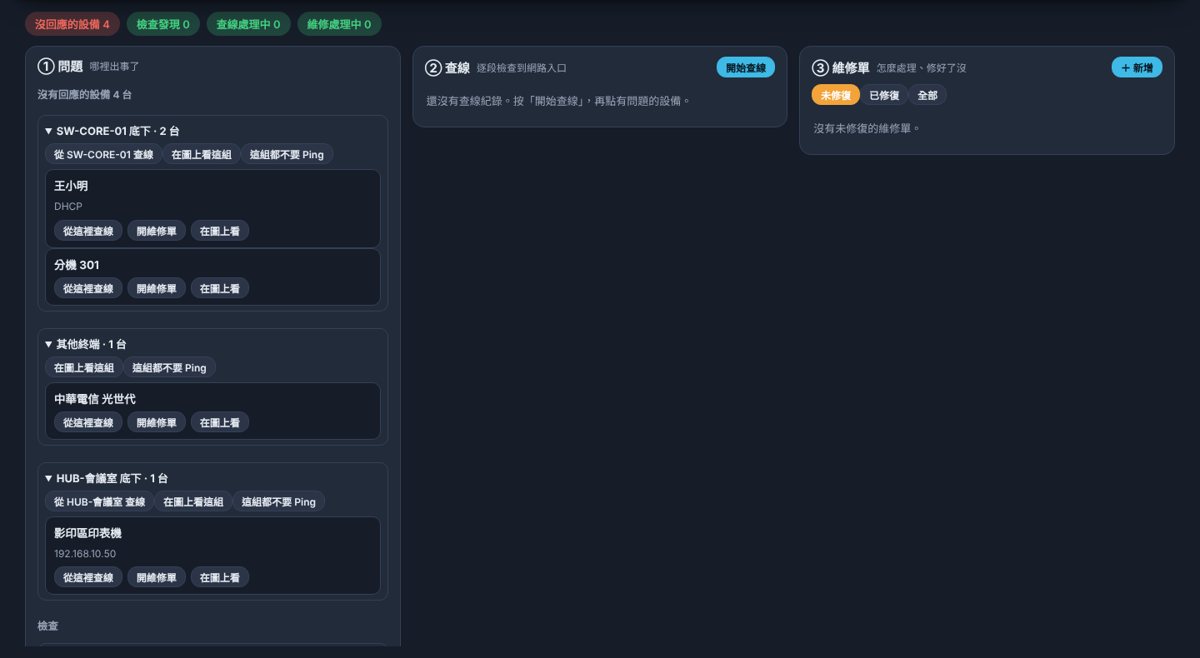 沒回應的設備 4 檢查發現 0 查線處理中 0 維修處理中 0
① 問題 哪裡出事了
沒有回應的設備 4 台
▼ SW-CORE-01 底下 · 2 台
從 SW-CORE-01 查線 在圖上看這組 這組都不要 Ping
王小明
DHCP
從這裡查線 開維修單 在圖上看
分機 301
從這裡查線 開維修單 在圖上看
▼ 其他終端 · 1 台
在圖上看這組 這組都不要 Ping
中華電信 光世代
從這裡查線 開維修單 在圖上看
▼ HUB-會議室 底下 · 1 台
從 HUB-會議室 查線 在圖上看這組 這組都不要 Ping
影印區印表機
192.168.10.50
從這裡查線 開維修單 在圖上看
檢查
② 查線 逐段檢查到網路入口 開始查線
還沒有查線紀錄。按「開始查線」，再點有問題的設備。
③ 維修單 怎麼處理、修好了沒 ＋ 新增
未修復 已修復 全部
沒有未修復的維修單。